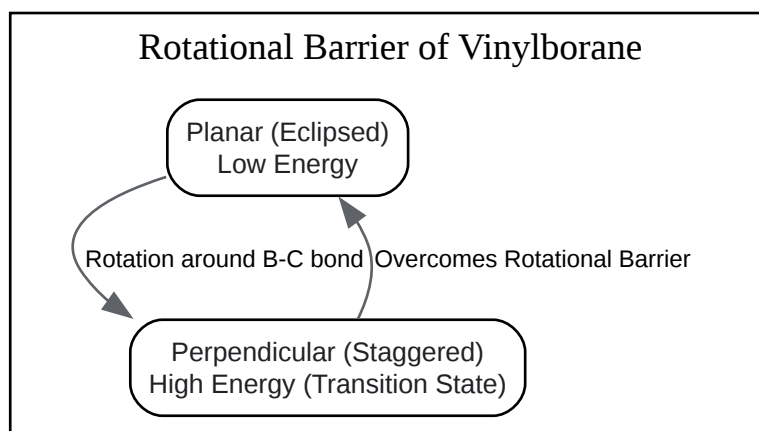 Rotational Barrier of Vinylborane
Planar (Eclipsed)
Low Energy
Rotation around B-C bond
Overcomes Rotational Barrier
Perpendicular (Staggered)
High Energy (Transition State)